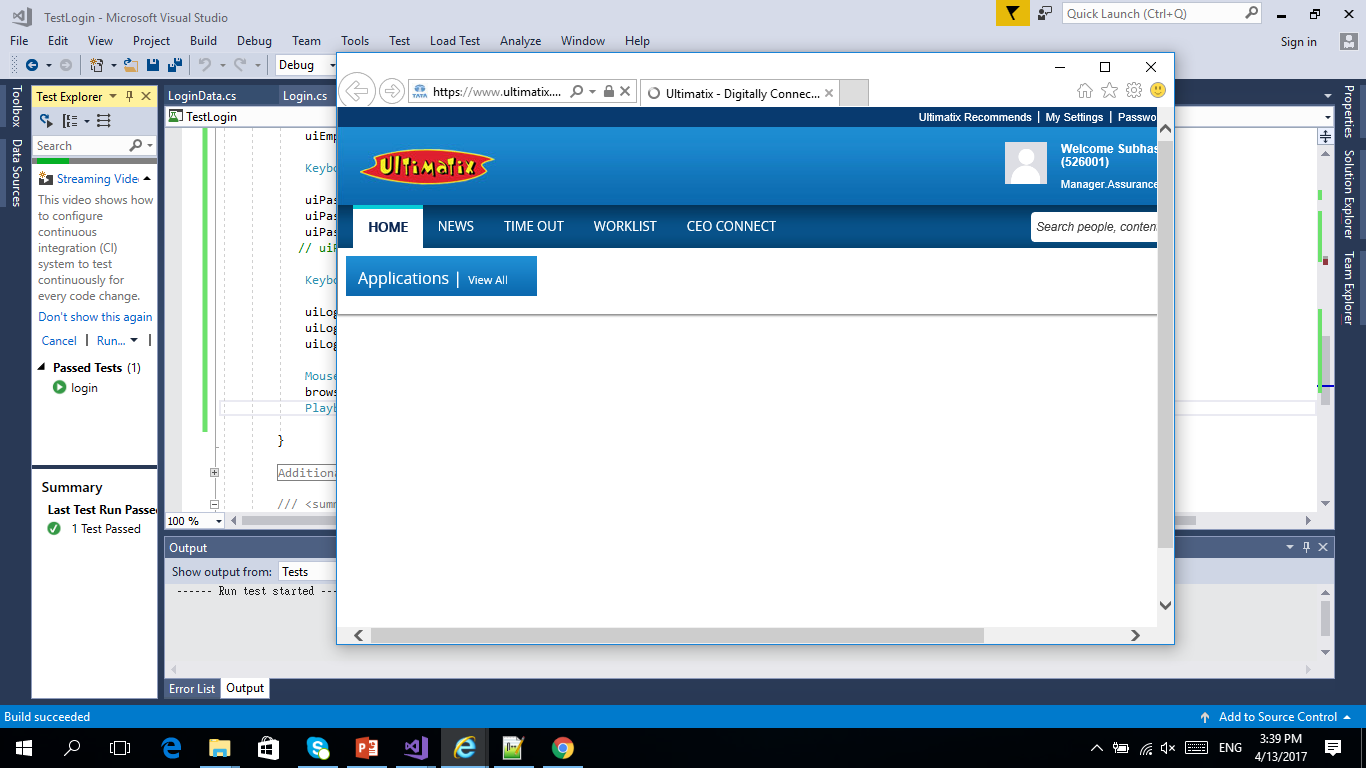 TestLogin - Microsoft Visual Studio
Quick Launch (Ctrl+Q)
File Edit View Project Build Debug Team Tools Test Load Test Analyze Window Help
Sign in
Debug
Toolbox
Data Sources
Test Explorer
Search
Streaming Vide
This video shows how
to configure
continuous
integration (CI)
system to test
continuously for
every code change.
Don't show this again
Cancel | Run... |
Passed Tests (1)
login
Summary
Last Test Run Passe
1 Test Passed
LoginData.cs Login.cs
TestLogin
uiEmp
Keybo
uiPas
uiPas
uiPas
// uiP
Keybo
uiLog
uiLog
uiLog
Mouse
brows
Playb
}
Additiona
/// <summ
100 %
https://www.ultimatix....
TATA
Ultimatix - Digitally Connec...
Ultimatix Recommends | My Settings | Passwo
Ultimatix
Welcome Subhas
(526001)
Manager.Assurance
HOME NEWS TIME OUT WORKLIST CEO CONNECT
Search people, conten
Applications | View All
Properties
Solution Explorer
Team Explorer
Output
Show output from: Tests
------ Run test started ---
Error List Output
Build succeeded
Add to Source Control
ENG
3:39 PM
4/13/2017